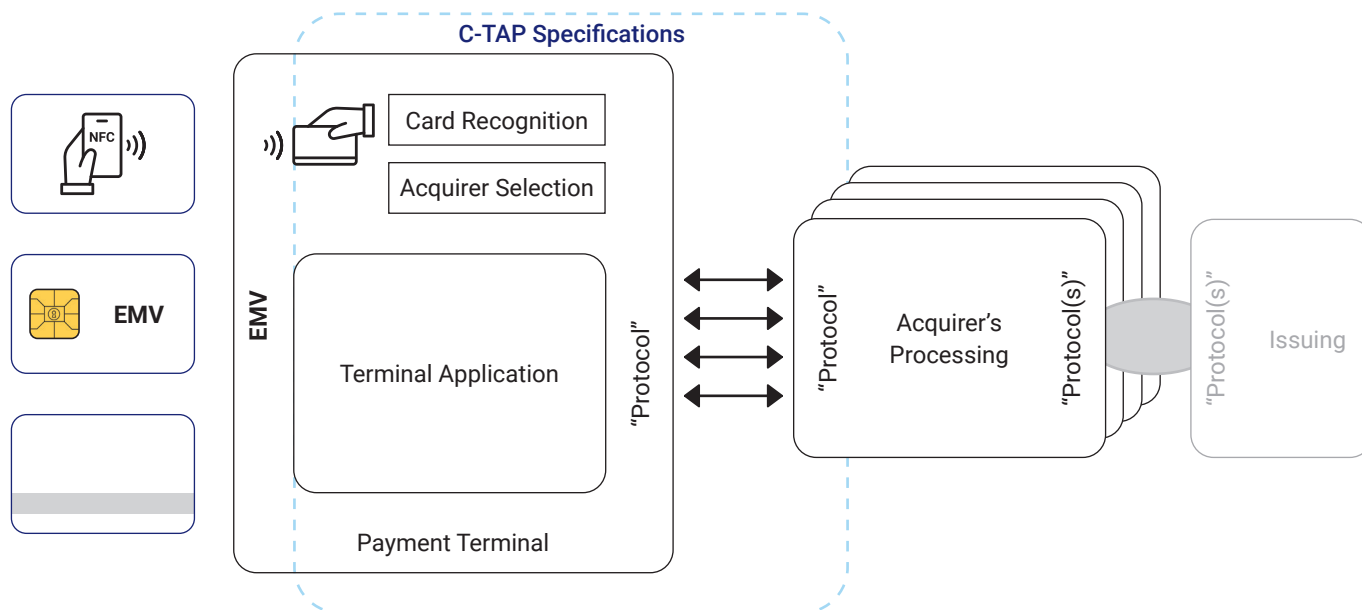 C-TAP Specifications
NFC
Card Recognition
Acquirer Selection
EMV
EMV
Terminal Application
“Protocol”
Payment Terminal
“Protocol”
Acquirer’s
Processing
“Protocol(s)”
“Protocol(s)”
Issuing